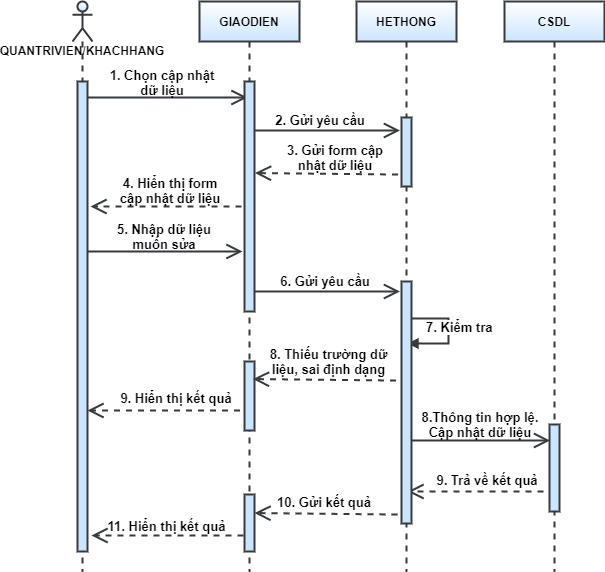 QUANTRIVIEN/KHACHHANG
GIAODIEN
HETHONG
CSDL
1. Chọn cập nhật
dữ liệu
2. Gửi yêu cầu
3. Gửi form cập
nhật dữ liệu
4. Hiển thị form
cập nhật dữ liệu
5. Nhập dữ liệu
muốn sửa
6. Gửi yêu cầu
7. Kiểm tra
8. Thiếu trường dữ
liệu, sai định dạng
9. Hiển thị kết quả
8.Thông tin hợp lệ.
Cập nhật dữ liệu
9. Trả về kết quả
10. Gửi kết quả
11. Hiển thị kết quả